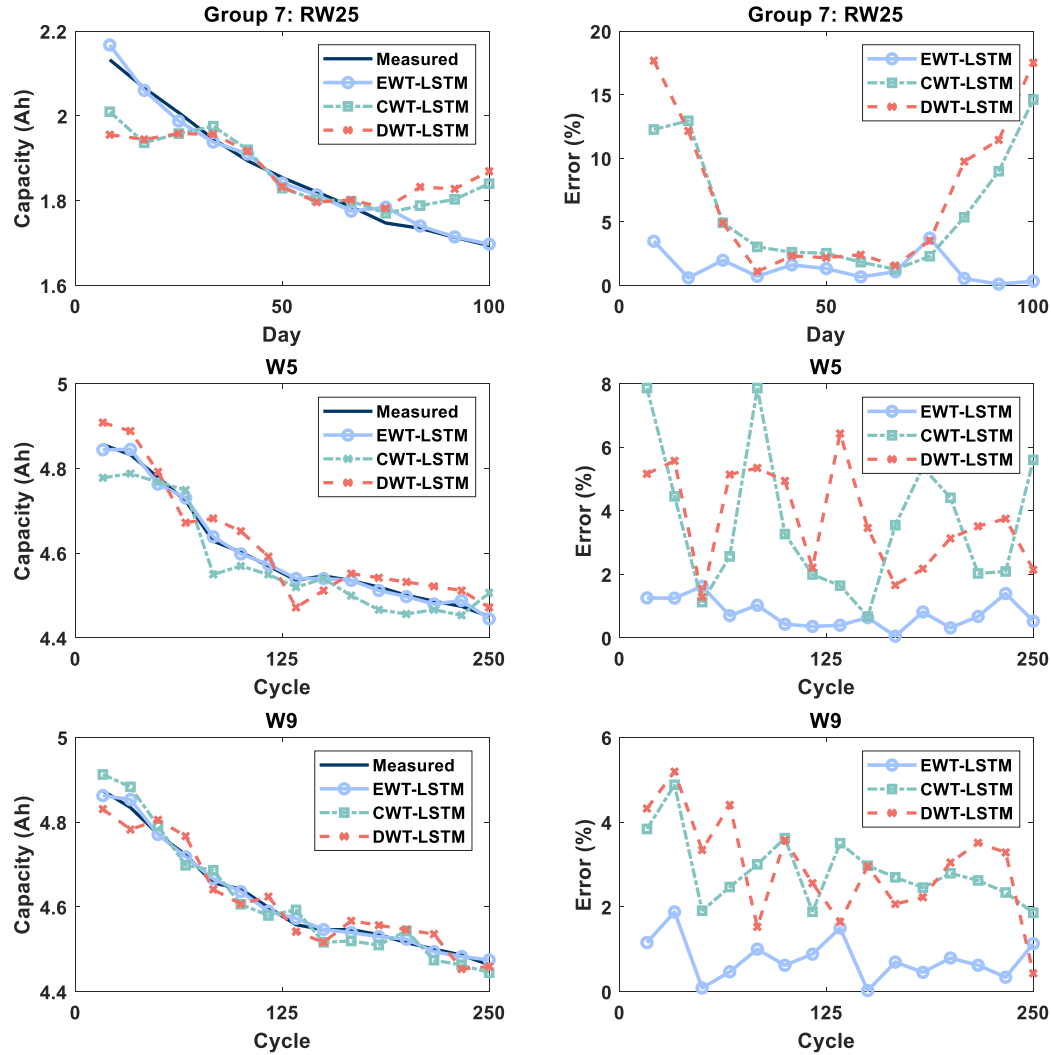 Group 7: RW25
2.2
2
1.8
1.6
Capacity (Ah)
Measured
EWT-LSTM
CWT-LSTM
DWT-LSTM
0
50
100
Day
Group 7: RW25
20
15
10
5
0
Error (%)
EWT-LSTM
CWT-LSTM
DWT-LSTM
0
50
100
Day
W5
5
4.8
4.6
4.4
Capacity (Ah)
Measured
EWT-LSTM
CWT-LSTM
DWT-LSTM
0
125
250
Cycle
W5
8
6
4
2
0
Error (%)
EWT-LSTM
CWT-LSTM
DWT-LSTM
0
125
250
Cycle
W9
5
4.8
4.6
4.4
Capacity (Ah)
Measured
EWT-LSTM
CWT-LSTM
DWT-LSTM
0
125
250
Cycle
W9
6
4
2
0
Error (%)
EWT-LSTM
CWT-LSTM
DWT-LSTM
0
125
250
Cycle